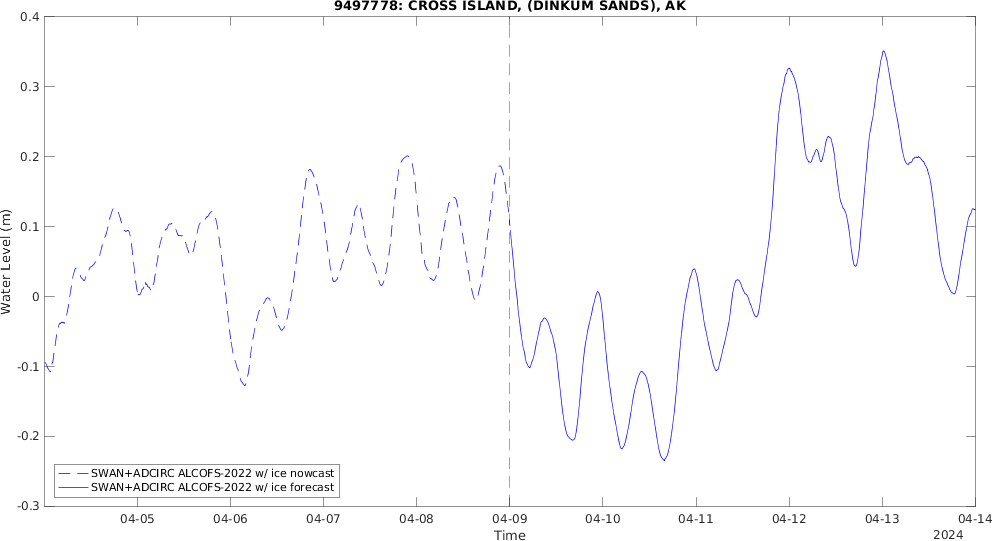 9497778: CROSS ISLAND, (DINKUM SANDS), AK
0.4
0.3
0.2
0.1
0
-0.1
-0.2
-0.3
Water Level (m)
SWAN+ADCIRC ALCOFS-2022 w/ ice nowcast
SWAN+ADCIRC ALCOFS-2022 w/ ice forecast
04-05 04-06 04-07 04-08 04-09 04-10 04-11 04-12 04-13 04-14
Time
2024